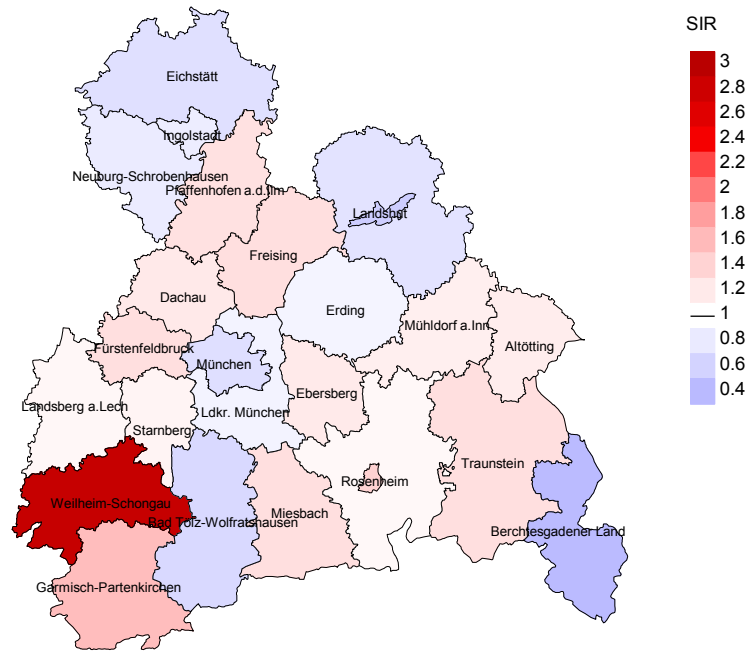 SIR
3
2.8
2.6
2.4
2.2
2
1.8
1.6
1.4
1.2
1
0.8
0.6
0.4
Eichstätt
Ingolstadt
Neuburg-Schrobenhausen
Pfaffenhofen a.d.Ilm
Landshut
Freising
Dachau
Erding
Mühldorf a.Inn
Altötting
Fürstenfeldbruck
München
Ebersberg
Landsberg a.Lech
Ldkr. München
Starnberg
Traunstein
Rosenheim
Weilheim-Schongau
Miesbach
Bad Tölz-Wolfratshausen
Berchtesgadener Land
Garmisch-Partenkirchen